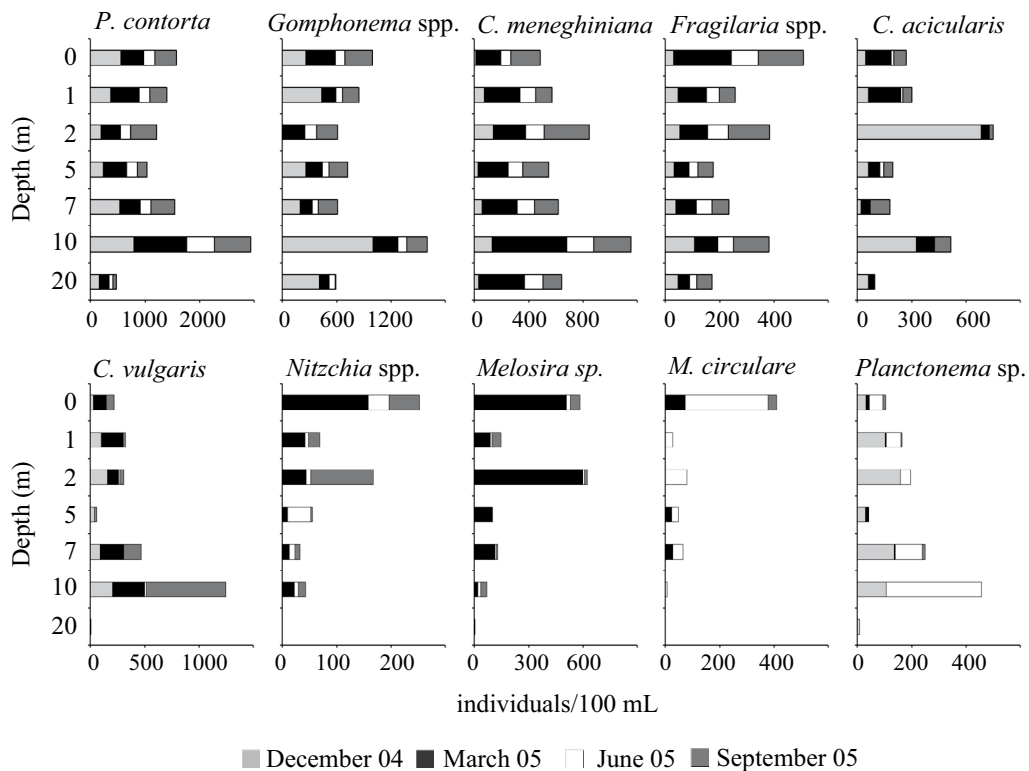 P. contorta Gomphonema spp. C. meneghiniana Fragilaria spp. C. acicularis
Depth (m)
0
1
2
5
7
10
20
0 1000 2000 0 600 1200 0 400 800 0 200 400 0 300 600
C. vulgaris Nitzchia spp. Melosira sp. M. circulare Planctonema sp.
Depth (m)
0
1
2
5
7
10
20
0 500 1000 0 100 200 0 300 600 0 200 400 0 200 400
individuals/100 mL
December 04 March 05 June 05 September 05